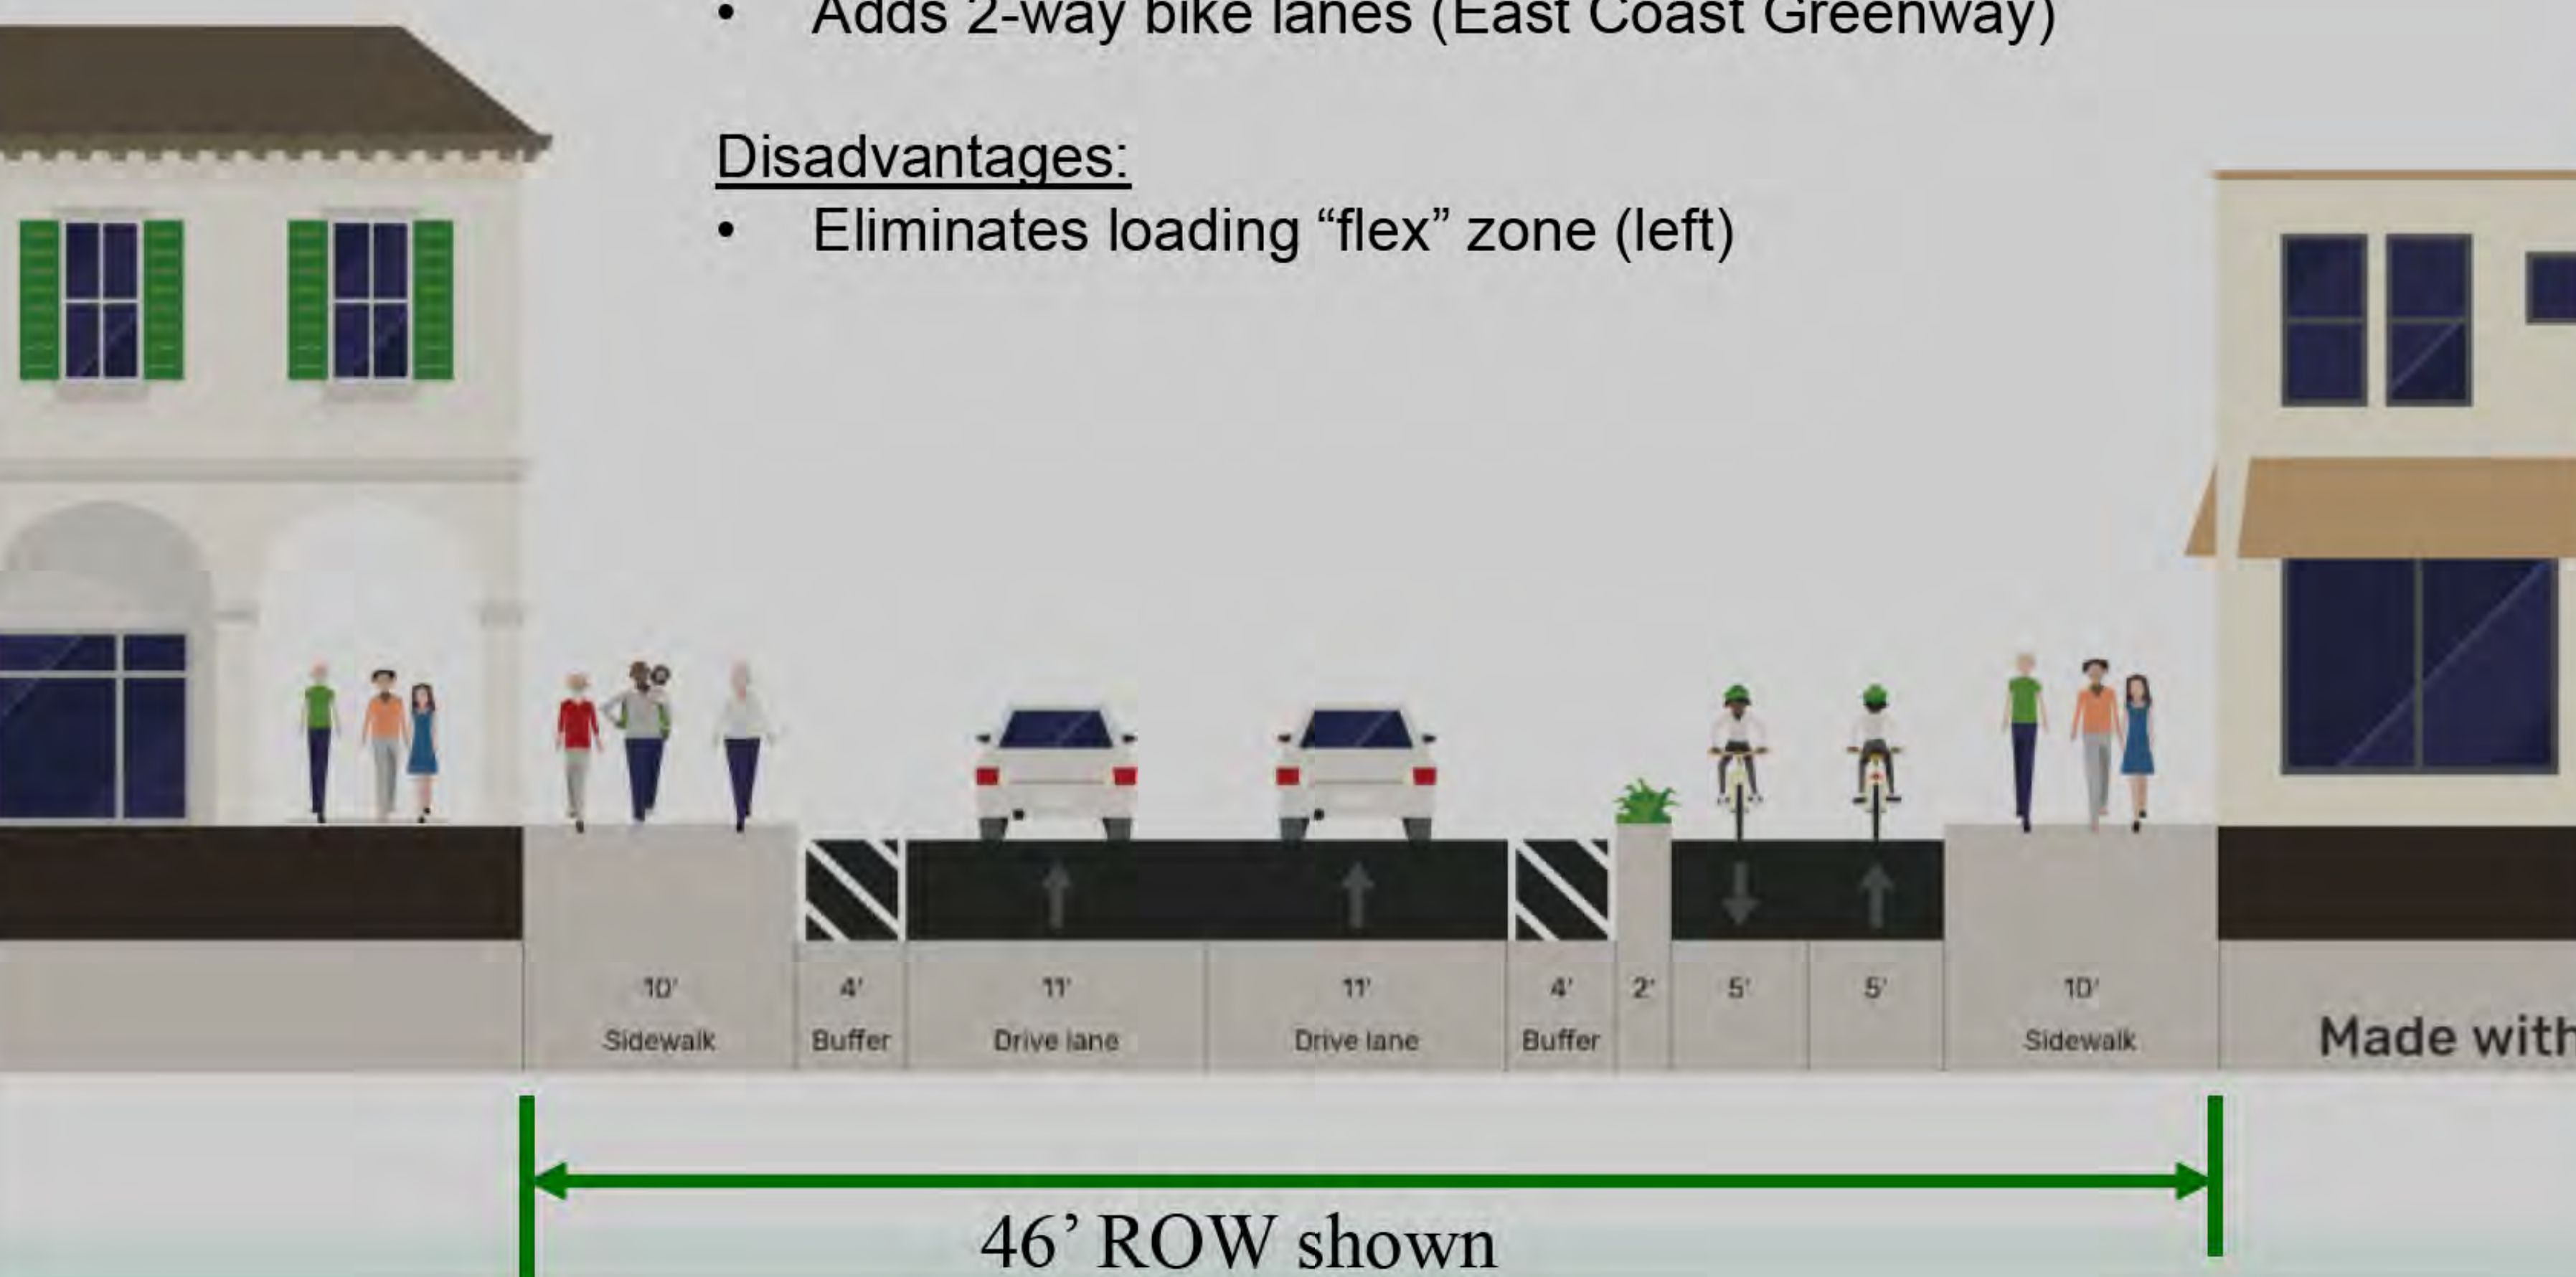 • Adds 2-way bike lanes (East Coast Greenway)
Disadvantages:
• Eliminates loading “flex” zone (left)
10' 4' 11' 11' 4' 2' 5' 5' 10'
Sidewalk Buffer Drive lane Drive lane Buffer Sidewalk
Made with
46’ ROW shown